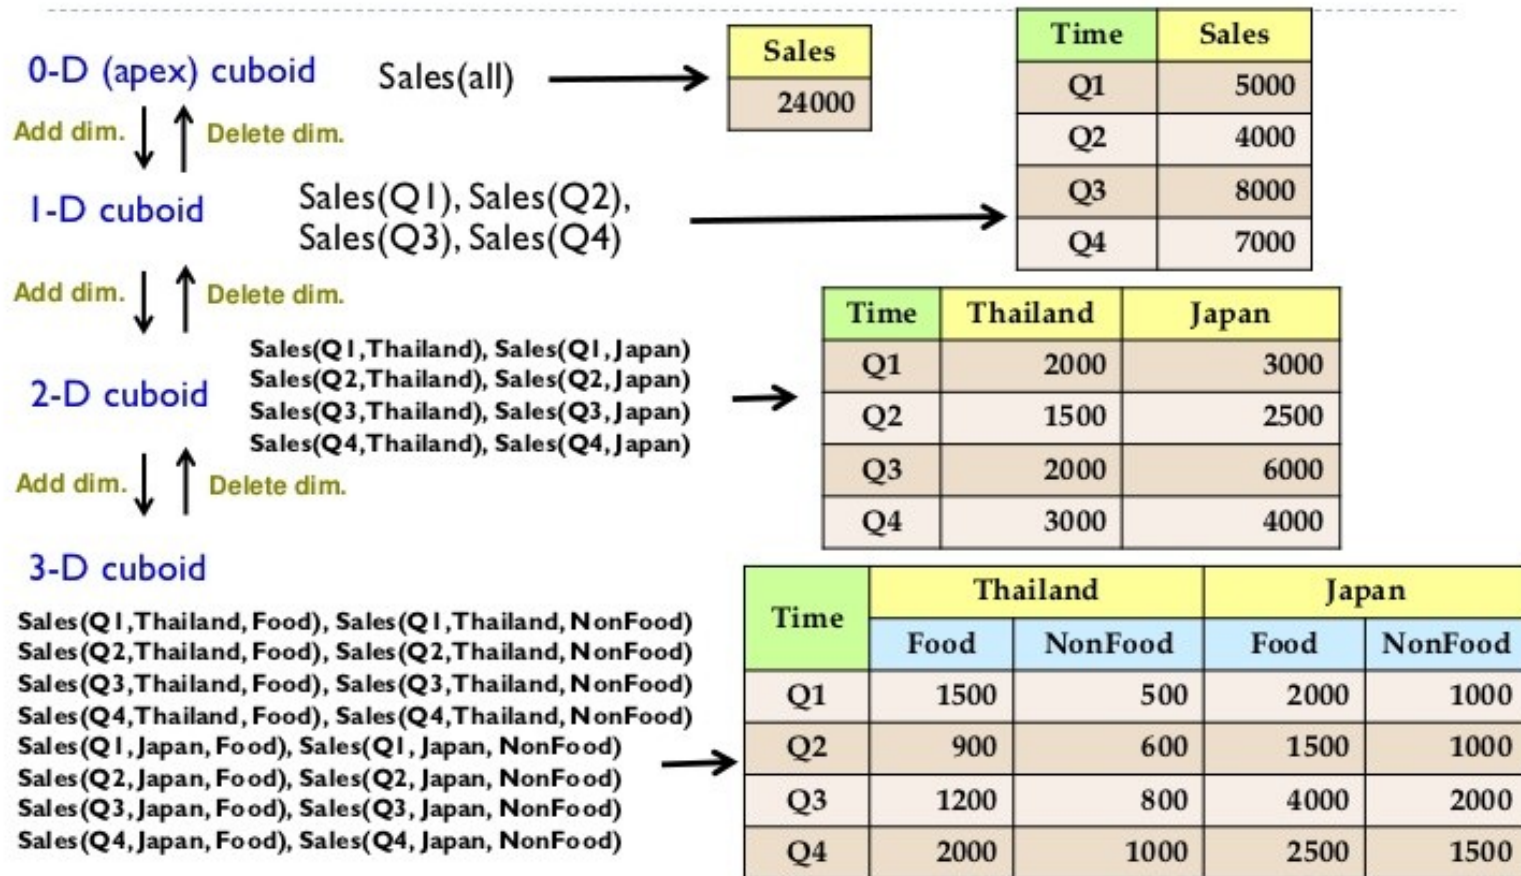 0-D (apex) cuboid
Sales(all)
Sales
24000
Add dim.
Delete dim.
1-D cuboid
Sales(Q1), Sales(Q2),
Sales(Q3), Sales(Q4)
Time Sales
Q1 5000
Q2 4000
Q3 8000
Q4 7000
Add dim.
Delete dim.
2-D cuboid
Sales(Q1,Thailand), Sales(Q1,Japan)
Sales(Q2,Thailand), Sales(Q2,Japan)
Sales(Q3,Thailand), Sales(Q3,Japan)
Sales(Q4,Thailand), Sales(Q4,Japan)
Time Thailand Japan
Q1 2000 3000
Q2 1500 2500
Q3 2000 6000
Q4 3000 4000
Add dim.
Delete dim.
3-D cuboid
Sales(Q1,Thailand, Food), Sales(Q1,Thailand, NonFood)
Sales(Q2,Thailand, Food), Sales(Q2,Thailand, NonFood)
Sales(Q3,Thailand, Food), Sales(Q3,Thailand, NonFood)
Sales(Q4,Thailand, Food), Sales(Q4,Thailand, NonFood)
Sales(Q1, Japan, Food), Sales(Q1, Japan, NonFood)
Sales(Q2, Japan, Food), Sales(Q2, Japan, NonFood)
Sales(Q3, Japan, Food), Sales(Q3, Japan, NonFood)
Sales(Q4, Japan, Food), Sales(Q4, Japan, NonFood)
Time Thailand Japan
Food NonFood Food NonFood
Q1 1500 500 2000 1000
Q2 900 600 1500 1000
Q3 1200 800 4000 2000
Q4 2000 1000 2500 1500